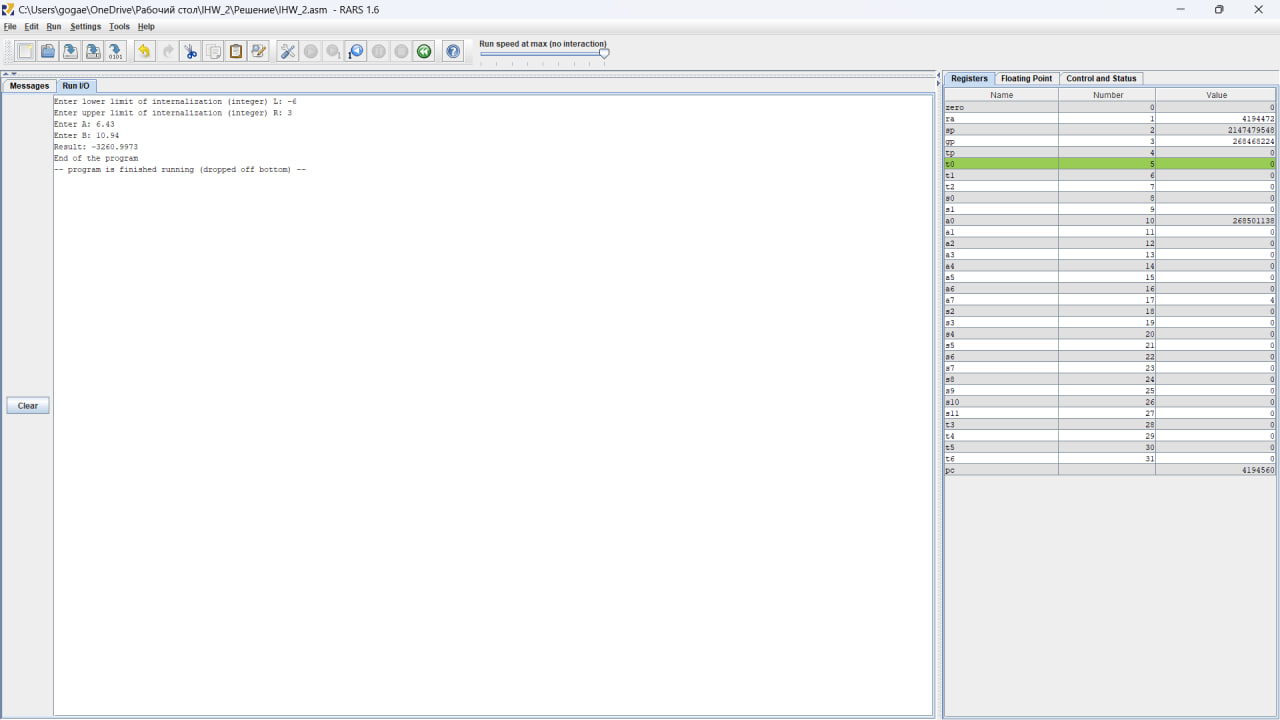 C:\Users\gogae\OneDrive\Рабочий стол\IHW_2\Решение\IHW_2.asm - RARS 1.6
File Edit Run Settings Tools Help
Run speed at max (no interaction)
Messages Run I/O
Enter lower limit of internalization (integer) L: -6
Enter upper limit of internalization (integer) R: 3
Enter A: 6.43
Enter B: 10.94
Result: -3260.9973
End of the program
-- program is finished running (dropped off bottom) --
Clear
Registers Floating Point Control and Status
Name Number Value
zero 0 0
ra 1 4194472
sp 2 2147479548
gp 3 268468224
tp 4 0
t0 5 0
t1 6 0
t2 7 0
s0 8 0
s1 9 0
a0 10 268501138
a1 11 0
a2 12 0
a3 13 0
a4 14 0
a5 15 0
a6 16 0
a7 17 4
s2 18 0
s3 19 0
s4 20 0
s5 21 0
s6 22 0
s7 23 0
s8 24 0
s9 25 0
s10 26 0
s11 27 0
t3 28 0
t4 29 0
t5 30 0
t6 31 0
pc 4194560